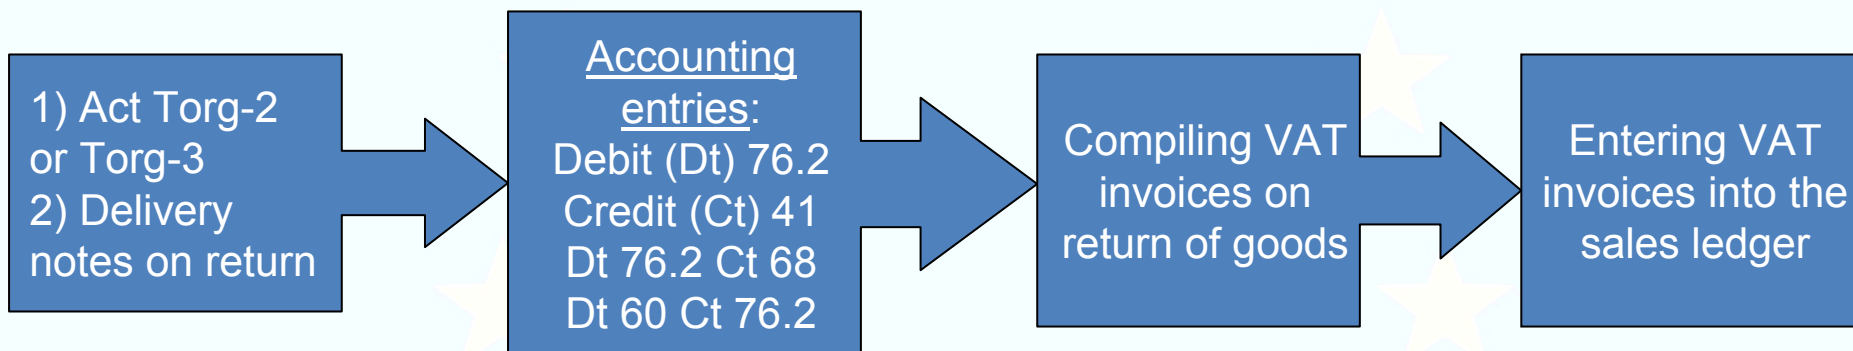 1) Act Torg-2
or Torg-3
2) Delivery
notes on return
Accounting
entries:
Debit (Dt) 76.2
Credit (Ct) 41
Dt 76.2 Ct 68
Dt 60 Ct 76.2
Compiling VAT
invoices on
return of goods
Entering VAT
invoices into the
sales ledger